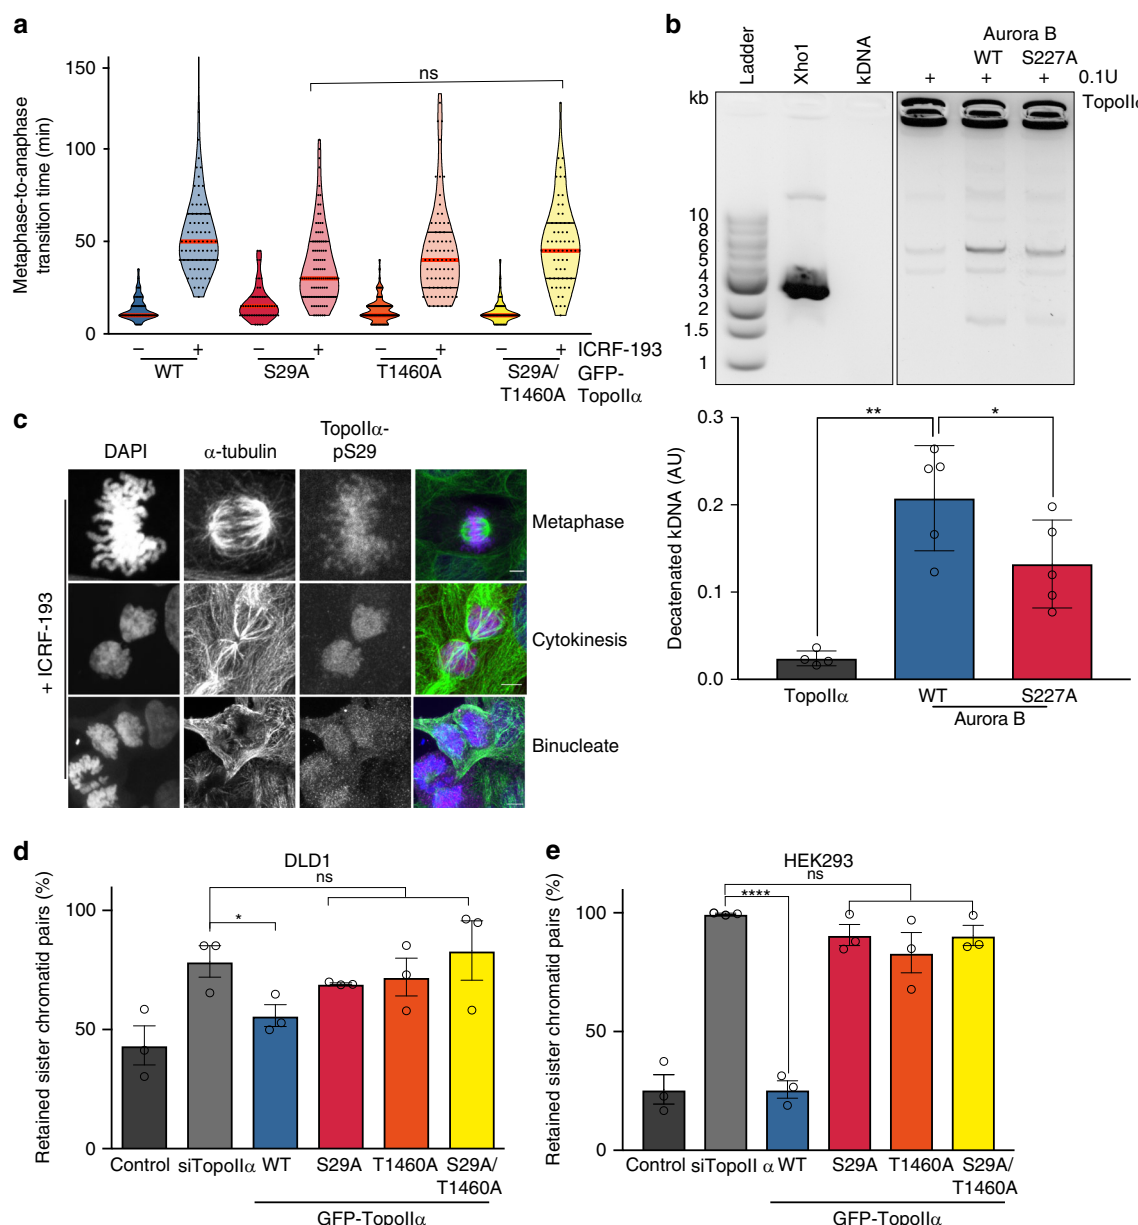 a
Metaphase-to-anaphase
transition time (min)
150
100
50
0
ns
– + – + – + – + ICRF-193
WT S29A T1460A S29A/
T1460A
GFP-
TopoIIα
b
Ladder
Xho1
kDNA
Aurora B
WT S227A
+ + + 0.1U
TopoIIα
kb
10
8
6
5
4
3
2
1.5
1
Decatenated kDNA (AU)
0.3
0.2
0.1
0.0
** *
TopoIIα WT S227A
Aurora B
c
DAPI α-tubulin TopoIIα-
pS29
+ ICRF-193
Metaphase
Cytokinesis
Binucleate
d
DLD1
ns
*
Retained sister chromatid pairs (%)
100
50
0
Control siTopoIIα WT S29A T1460A S29A/
T1460A
GFP-TopoIIα
e
HEK293
ns
****
Retained sister chromatid pairs (%)
100
50
0
Control siTopoII α WT S29A T1460A S29A/
T1460A
GFP-TopoIIα